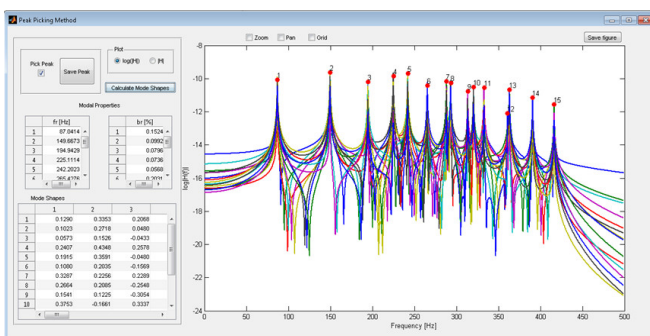 Peak Picking Method
Pick Peak
Save Peak
Plot
log(|H|)
|H|
Calculate Mode Shapes
Modal Properties
fr [Hz]
1 87.0414
2 149.6673
3 194.9429
4 225.1114
5 242.2023
br [%]
1 0.1524
2 0.0992
3 0.0796
4 0.0736
5 0.0560
Mode Shapes
1 2 3
1 0.1290 0.3353 0.2068
2 0.1023 0.2718 0.0480
3 0.0573 0.1526 -0.0433
4 0.2407 0.4348 0.2578
5 0.1915 0.3591 -0.0480
6 0.1080 0.2035 -0.1569
7 0.3287 0.2256 0.2289
8 0.2664 0.2085 -0.2548
9 0.1541 0.1225 -0.3054
10 0.3753 -0.1661 0.3337
Zoom
Pan
Grid
Save figure
-8
-10
-12
-14
-16
-18
-20
-22
-24
log|H(f)|
1 2 3 4 5 6 7 8 9 10 11 12 13 14 15
0 50 100 150 200 250 300 350 400 450 500
Frequency [Hz]